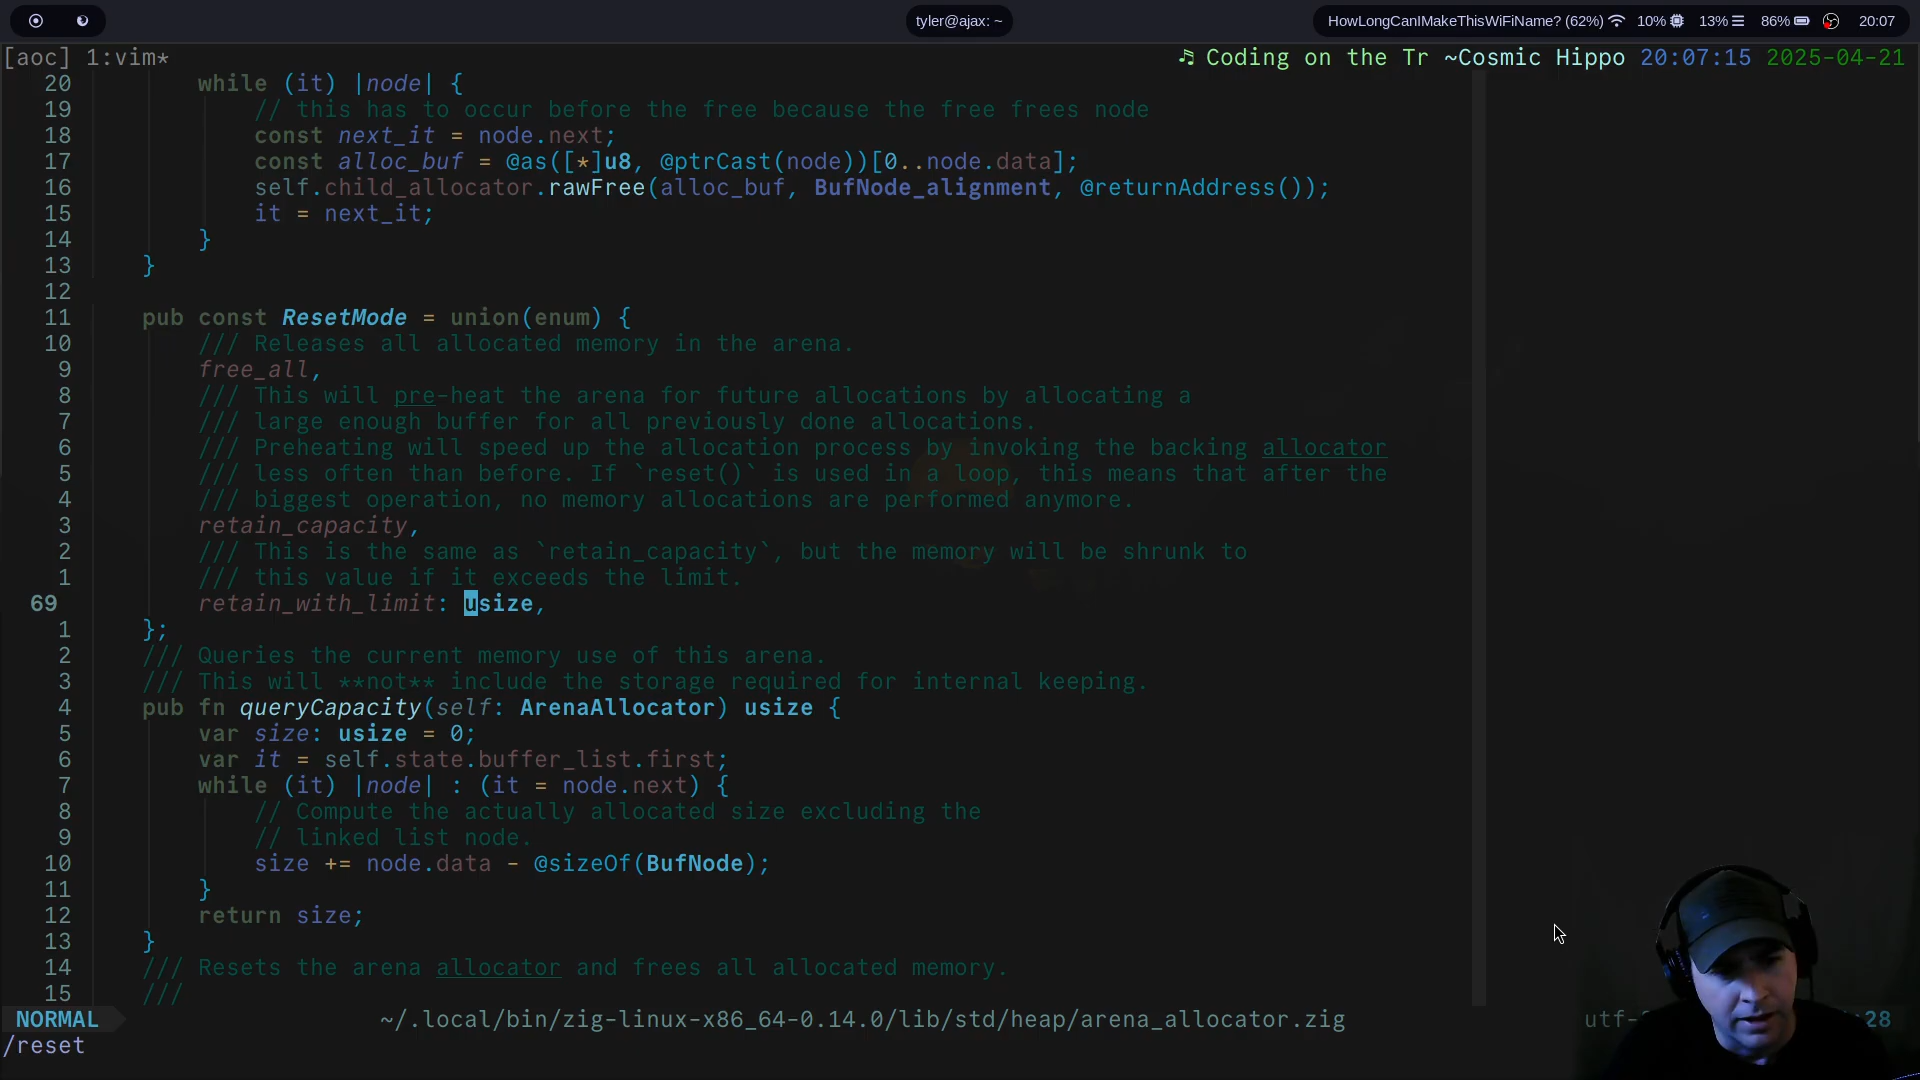 tyler@ajax: ~
HowLongCanIMakeThisWiFiName? (62%) 10% 13% 86% 20:07
[aoc] 1:vim*
♫ Coding on the Tr ~Cosmic Hippo 20:07:15 2025-04-21
20 while (it) |node| {
19 // this has to occur before the free because the free frees node
18 const next_it = node.next;
17 const alloc_buf = @as([*]u8, @ptrCast(node))[0..node.data];
16 self.child_allocator.rawFree(alloc_buf, BufNode_alignment, @returnAddress());
15 it = next_it;
14 }
13 }
12
11 pub const ResetMode = union(enum) {
10 /// Releases all allocated memory in the arena.
9 free_all,
8 /// This will pre-heat the arena for future allocations by allocating a
7 /// large enough buffer for all previously done allocations.
6 /// Preheating will speed up the allocation process by invoking the backing allocator
5 /// less often than before. If `reset()` is used in a loop, this means that after the
4 /// biggest operation, no memory allocations are performed anymore.
3 retain_capacity,
2 /// This is the same as `retain_capacity`, but the memory will be shrunk to
1 /// this value if it exceeds the limit.
69 retain_with_limit: usize,
1 };
2 /// Queries the current memory use of this arena.
3 /// This will **not** include the storage required for internal keeping.
4 pub fn queryCapacity(self: ArenaAllocator) usize {
5 var size: usize = 0;
6 var it = self.state.buffer_list.first;
7 while (it) |node| : (it = node.next) {
8 // Compute the actually allocated size excluding the
9 // linked list node.
10 size += node.data - @sizeOf(BufNode);
11 }
12 return size;
13 }
14 /// Resets the arena allocator and frees all allocated memory.
15 ///
NORMAL ~/.local/bin/zig-linux-x86_64-0.14.0/lib/std/heap/arena_allocator.zig :28
/reset